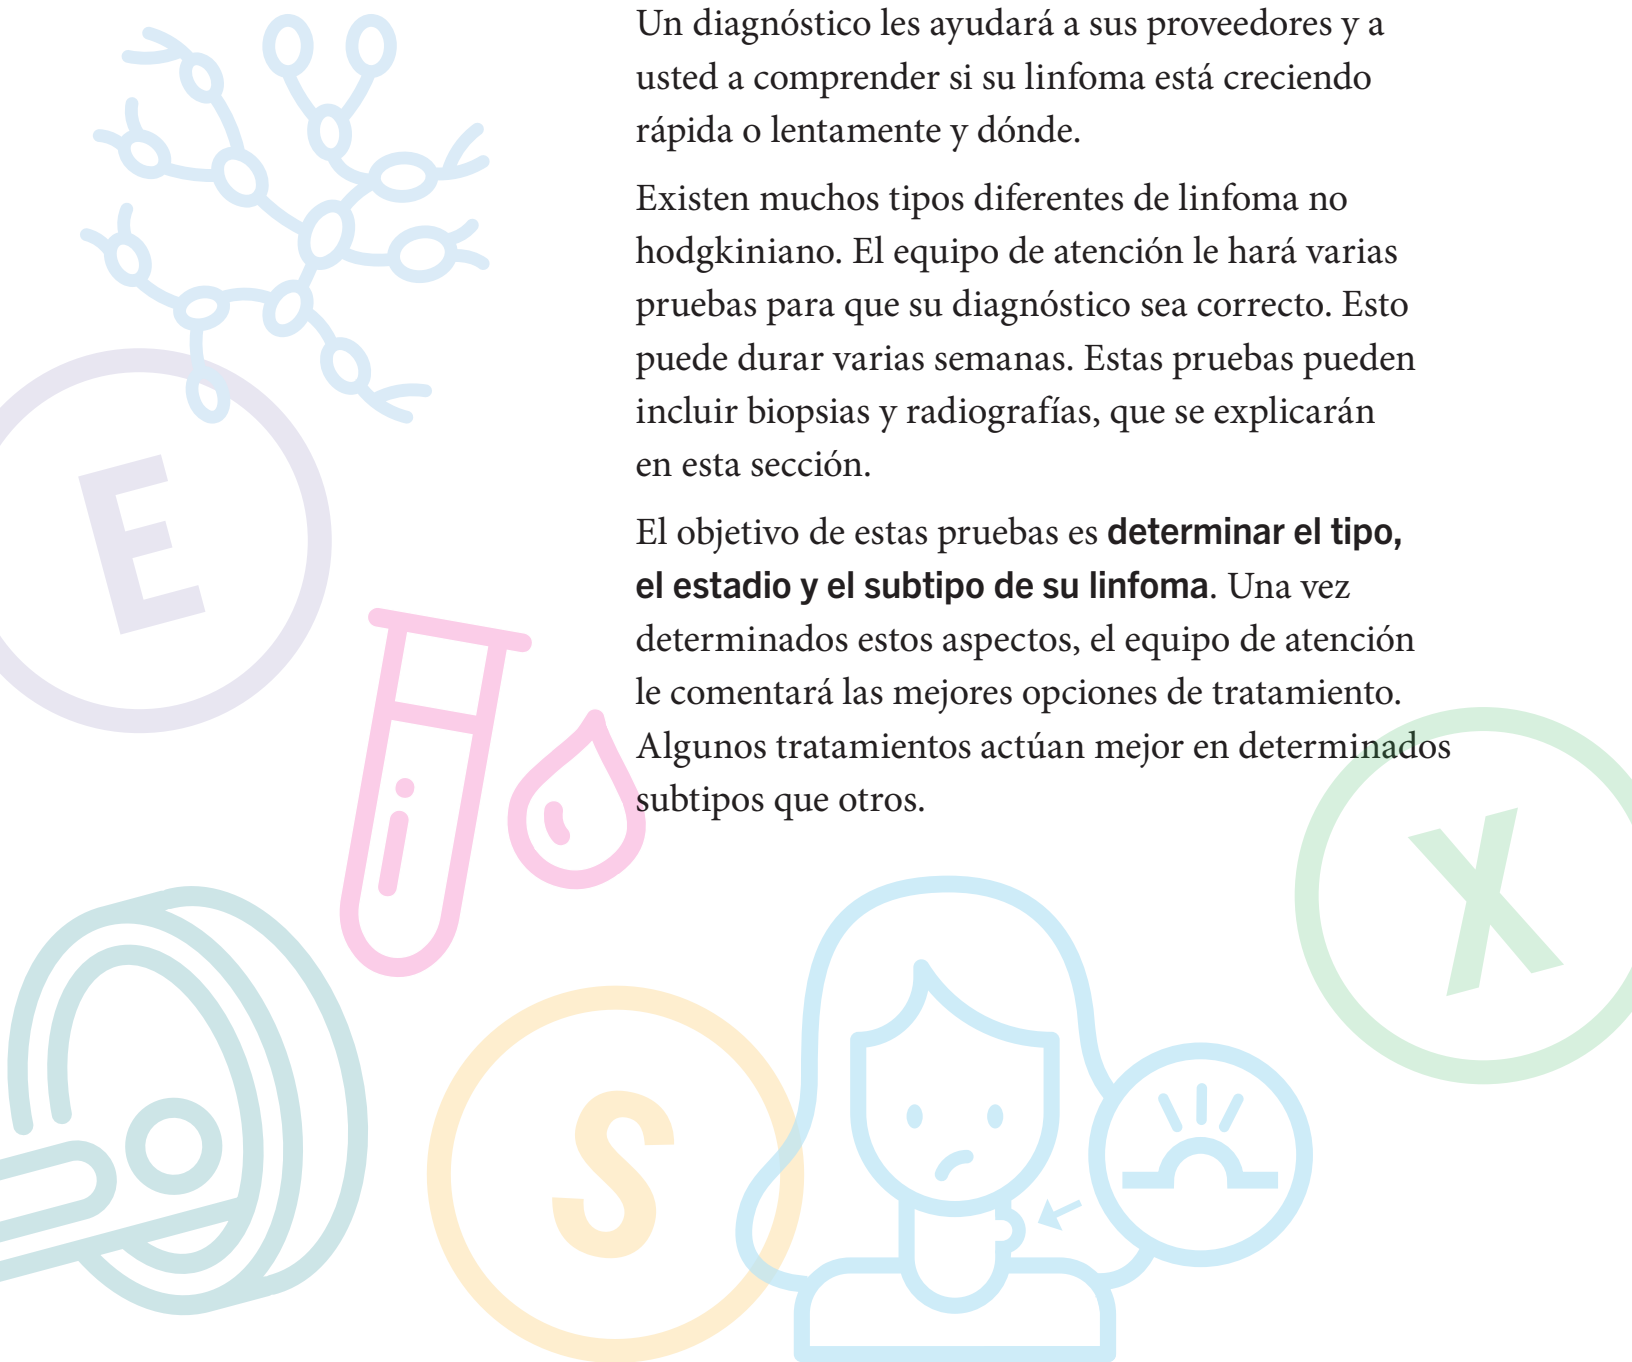 Un diagnóstico les ayudará a sus proveedores y a
usted a comprender si su linfoma está creciendo
rápida o lentamente y dónde.
Existen muchos tipos diferentes de linfoma no
hodgkiniano. El equipo de atención le hará varias
pruebas para que su diagnóstico sea correcto. Esto
puede durar varias semanas. Estas pruebas pueden
incluir biopsias y radiografías, que se explicarán
en esta sección.
El objetivo de estas pruebas es determinar el tipo,
el estadio y el subtipo de su linfoma. Una vez
determinados estos aspectos, el equipo de atención
le comentará las mejores opciones de tratamiento.
Algunos tratamientos actúan mejor en determinados
subtipos que otros.
E
X
S